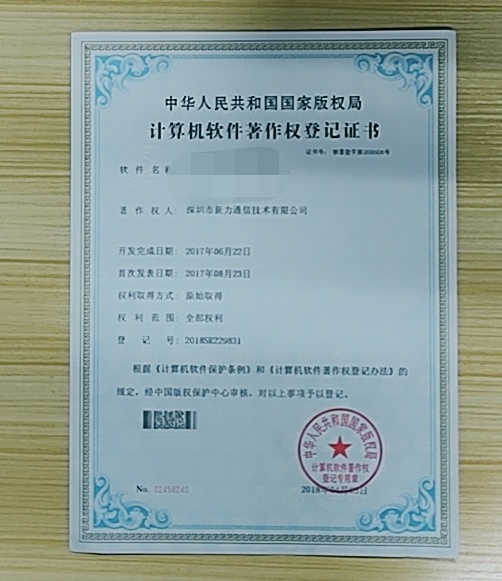 中华人民共和国国家版权局
计算机软件著作权登记证书
证书号：
软件名
著作权人： 深圳市新力通信技术有限公司
开发完成日期： 2017年06月22日
首次发表日期： 2017年08月23日
权利取得方式： 原始取得
权利范围： 全部权利
登记号： 2018SR229831
根据《计算机软件保护条例》和《计算机软件著作权登记办法》的
规定，经中国版权保护中心审核，对以上事项予以登记。
中华人民共和国国家版权局
计算机软件著作权
登记专用章
No. 02458240
2018年